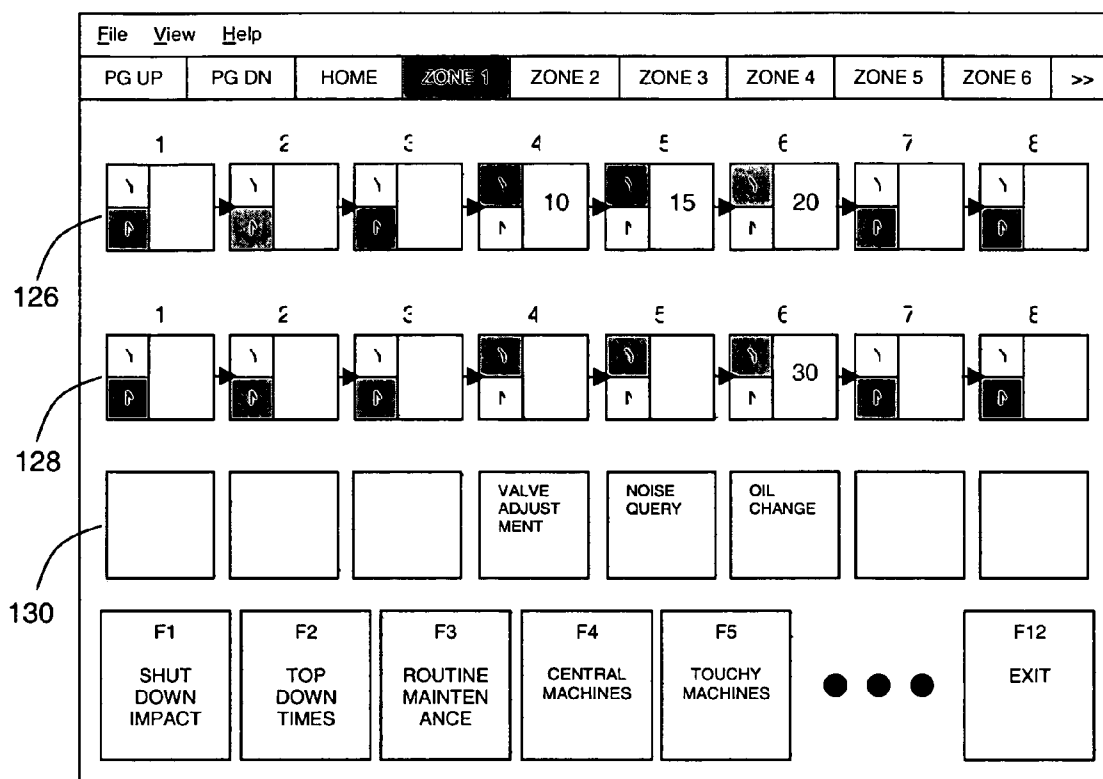 File View Help
PG UP PG DN HOME ZONE 1 ZONE 2 ZONE 3 ZONE 4 ZONE 5 ZONE 6 >>
1 2 3 4 5 6 7 8
10 15 20
126
1 2 3 4 5 6 7 8
30
128
VALVE
ADJUST
MENT
NOISE
QUERY
OIL
CHANGE
130
F1
SHUT
DOWN
IMPACT
F2
TOP
DOWN
TIMES
F3
ROUTINE
MAINTEN
ANCE
F4
CENTRAL
MACHINES
F5
TOUCHY
MACHINES
F12
EXIT